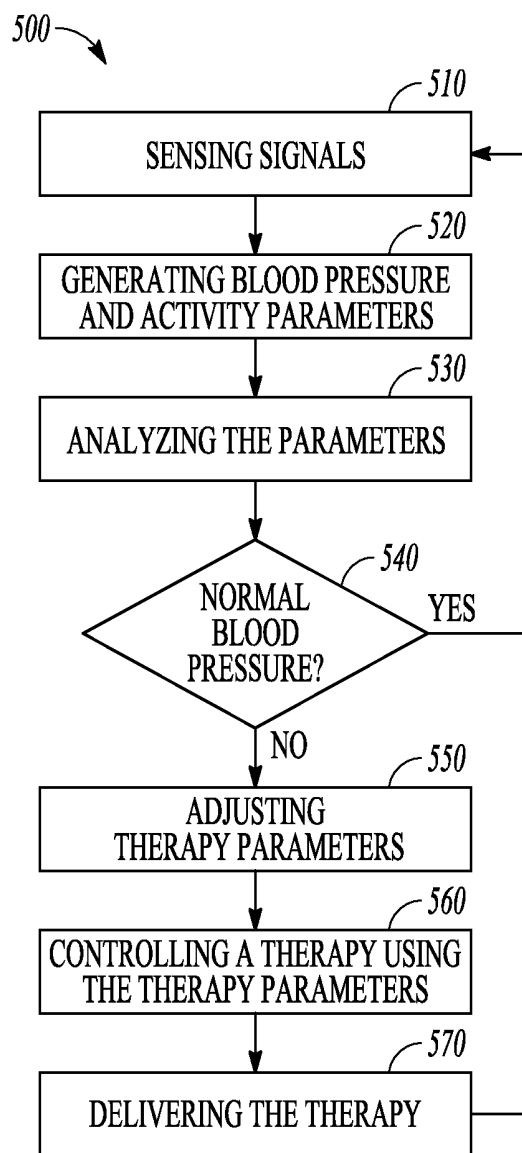 500
510
SENSING SIGNALS
520
GENERATING BLOOD PRESSURE
AND ACTIVITY PARAMETERS
530
ANALYZING THE PARAMETERS
540
NORMAL
BLOOD
PRESSURE?
YES
NO
550
ADJUSTING
THERAPY PARAMETERS
560
CONTROLLING A THERAPY USING
THE THERAPY PARAMETERS
570
DELIVERING THE THERAPY